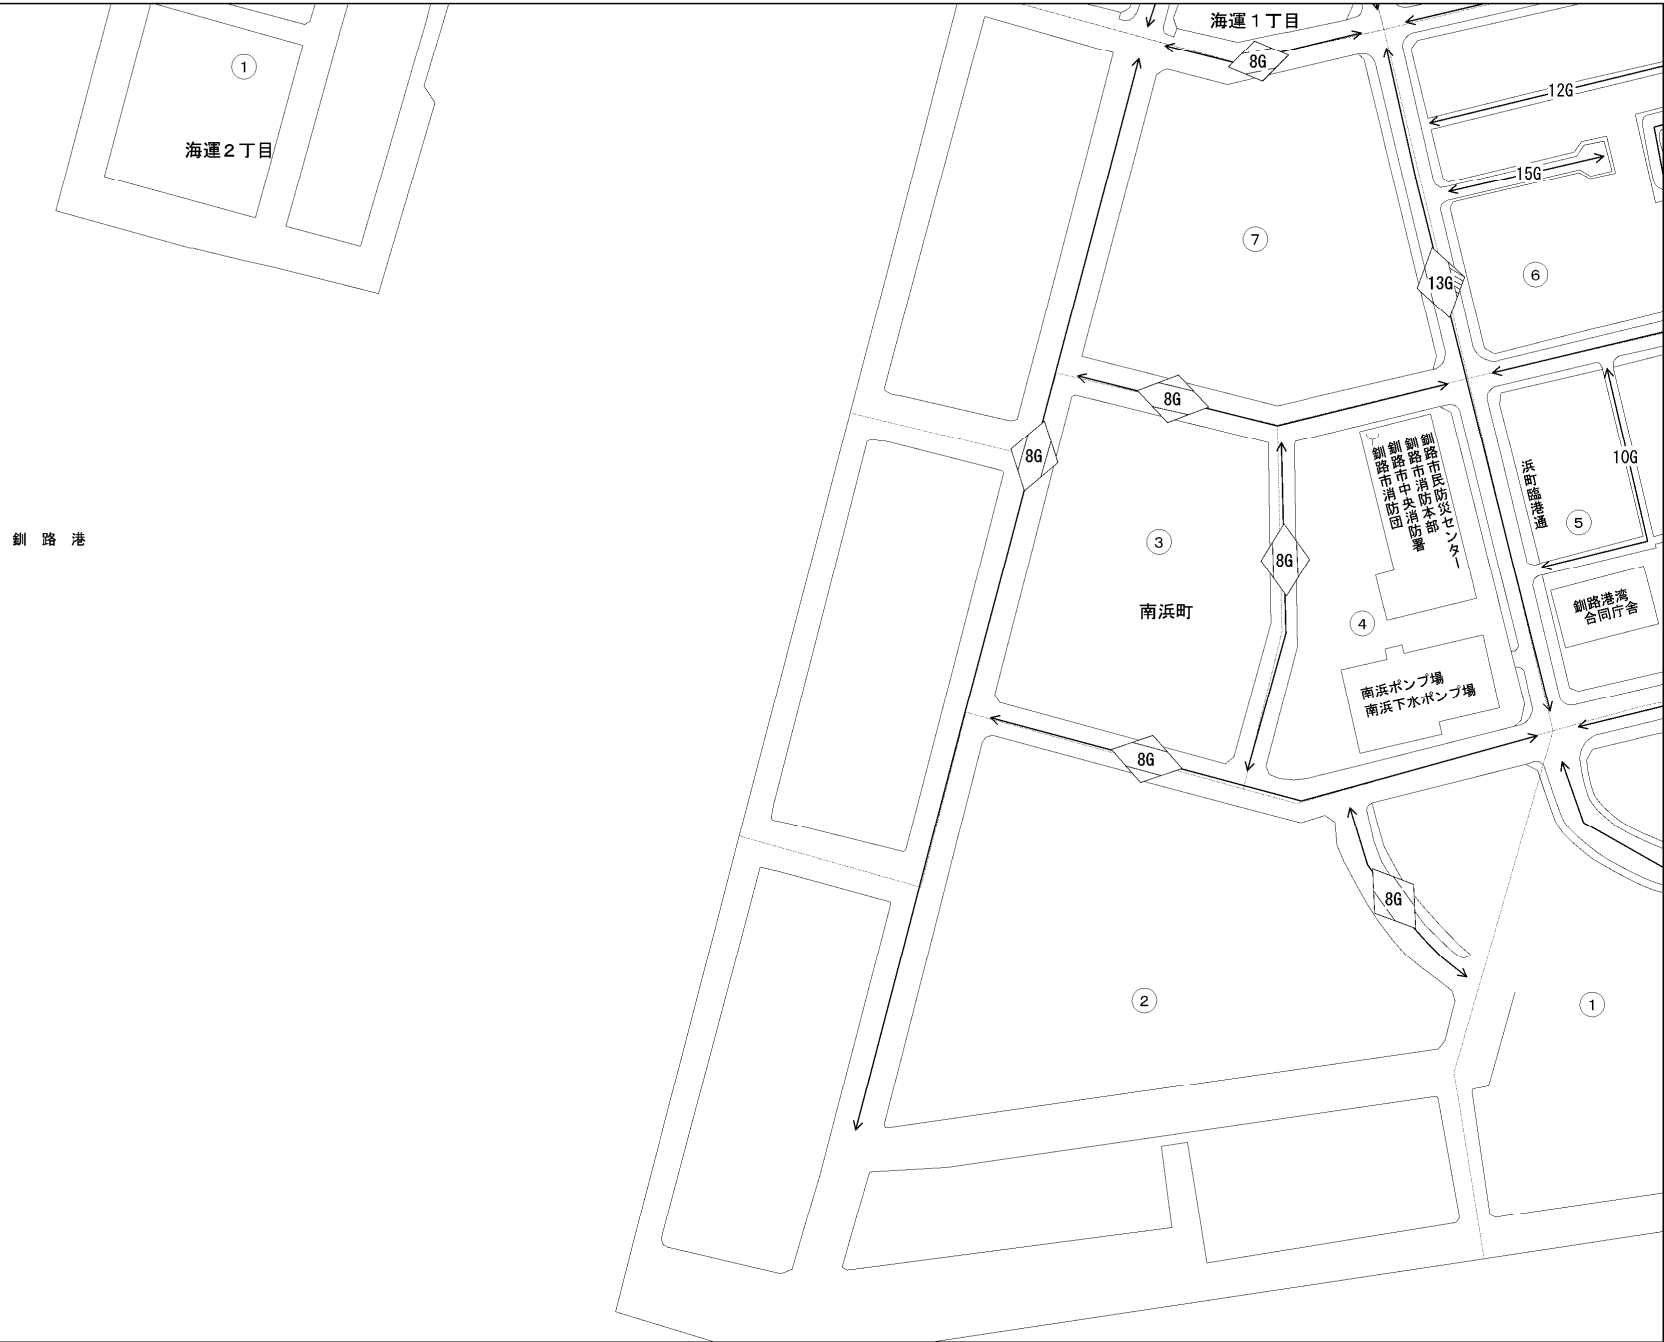 海運1丁目
①
8G
12G
海運2丁目
15G
⑦
⑥
13G
8G
8G
10G
釧路市民防災センター
釧路市消防本部
釧路市中央消防署
釧路市消防団
浜町臨港通
⑤
釧路港
③
8G
南浜町
④
釧路港湾
合同庁舎
南浜ポンプ場
南浜下水ポンプ場
8G
8G
②
①